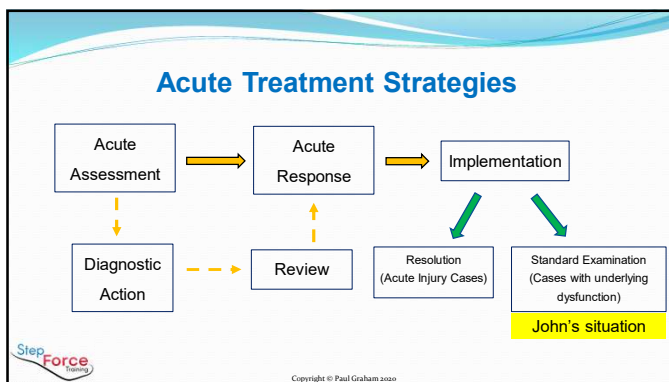 Acute Treatment Strategies
Acute
Assessment
Acute
Response
Implementation
Diagnostic
Action
Review
Resolution
(Acute Injury Cases)
Standard Examination
(Cases with underlying
dysfunction)
John's situation
Step
Force
Training
Copyright © Paul Graham 2020